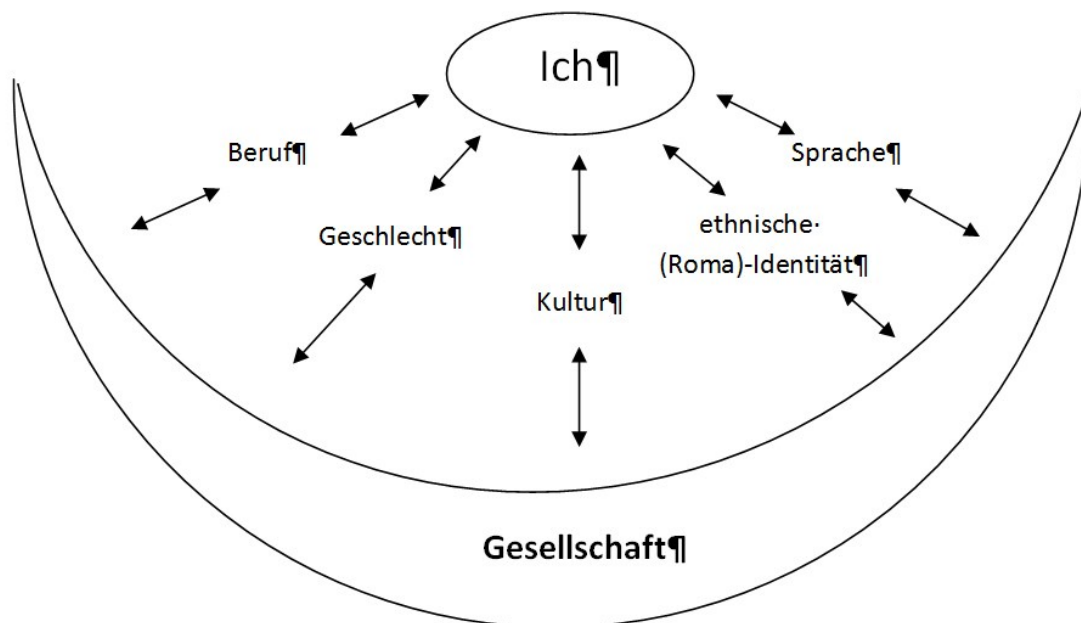 Ich¶
Beruf¶
Sprache¶
Geschlecht¶
ethnische·
(Roma)-Identität¶
Kultur¶
Gesellschaft¶